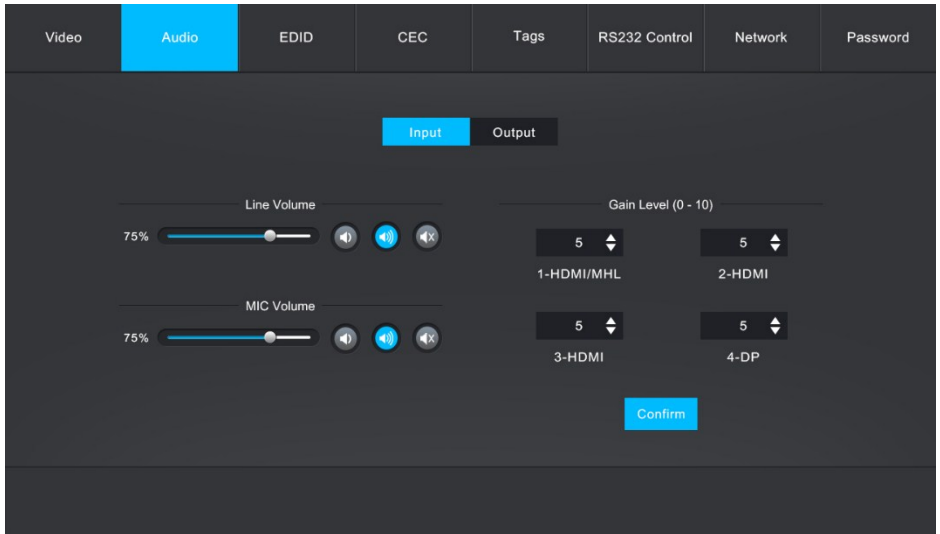 Video Audio EDID CEC Tags RS232 Control Network Password
Input Output
Line Volume
75%
MIC Volume
75%
Gain Level (0 - 10)
5 5
1-HDMI/MHL 2-HDMI
5 5
3-HDMI 4-DP
Confirm